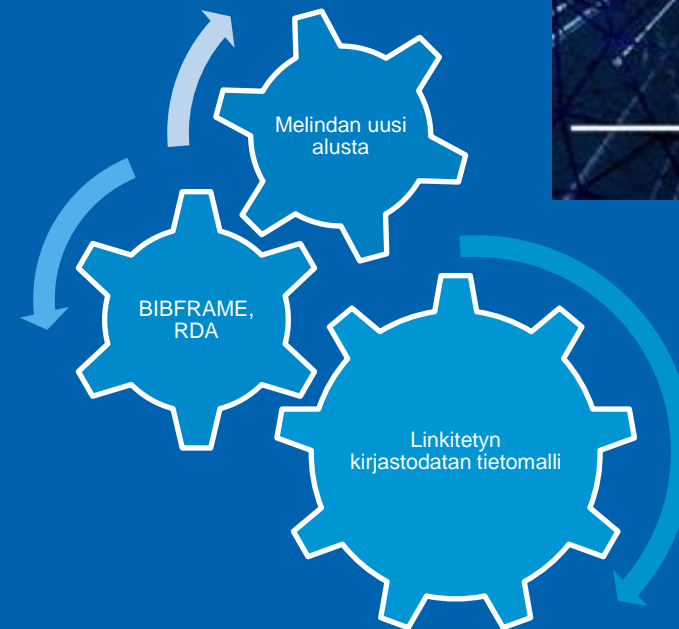 Melindan uusi
alusta
BIBFRAME,
RDA
Linkitetyn
kirjastodatan tietomalli